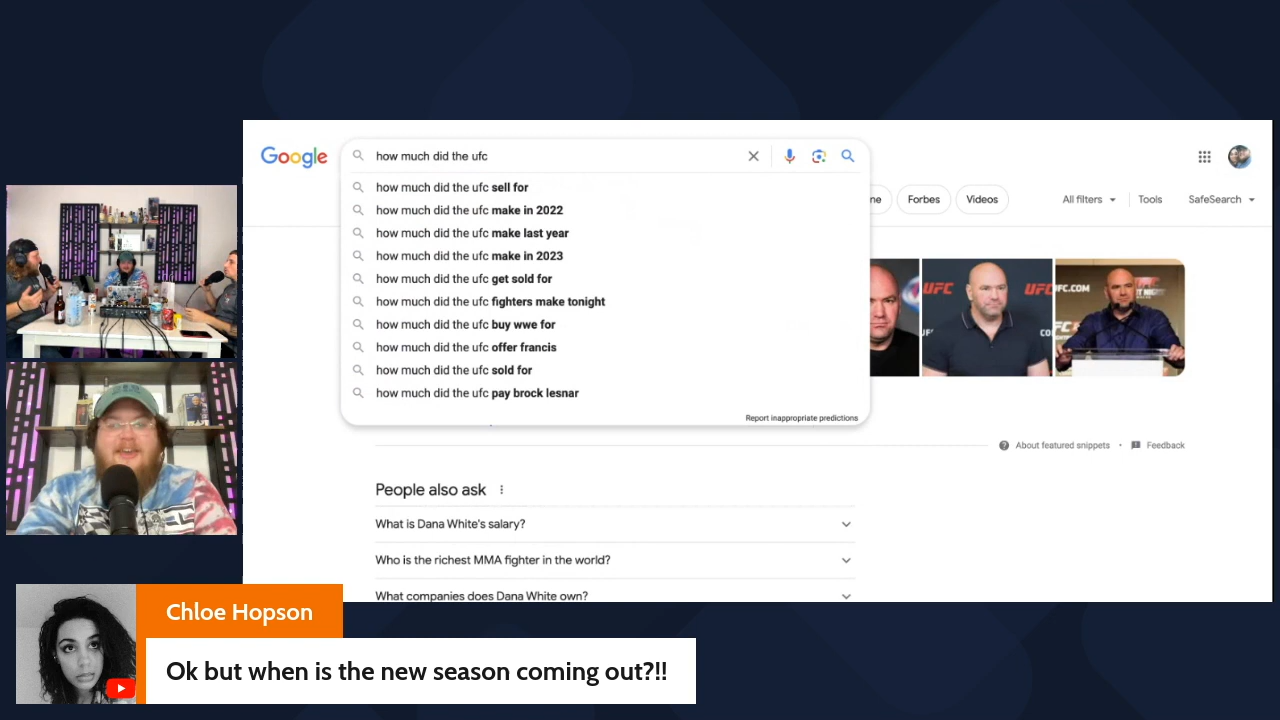 Google
how much did the ufc
how much did the ufc sell for
how much did the ufc make in 2022
how much did the ufc make last year
how much did the ufc make in 2023
how much did the ufc get sold for
how much did the ufc fighters make tonight
how much did the ufc buy wwe for
how much did the ufc offer francis
how much did the ufc sold for
how much did the ufc pay brock lesnar
Report inappropriate predictions
Forbes
Videos
All filters
Tools
SafeSearch
UFC
UFC
FC.COM
About featured snippets • Feedback
People also ask
What is Dana White's salary?
Who is the richest MMA fighter in the world?
What companies does Dana White own?
Chloe Hopson
Ok but when is the new season coming out?!!